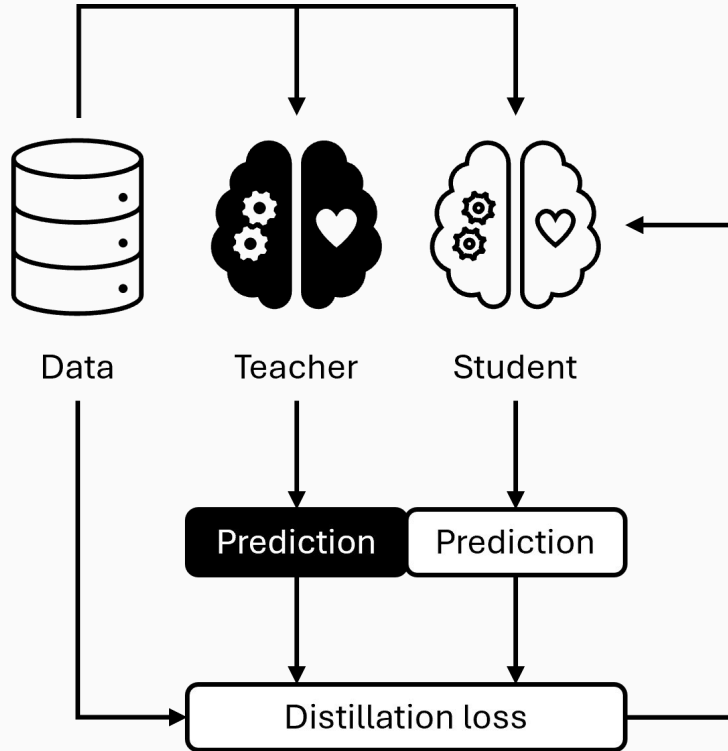 Data
Teacher
Student
Prediction
Prediction
Distillation loss